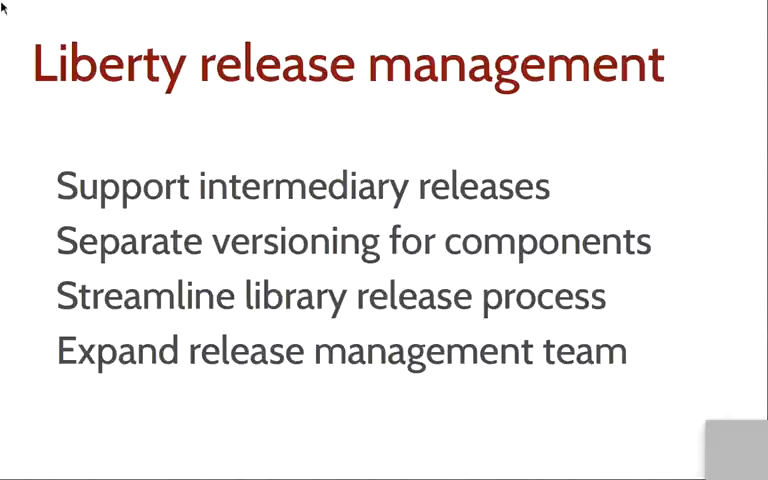 Liberty release management
Support intermediary releases
Separate versioning for components
Streamline library release process
Expand release management team